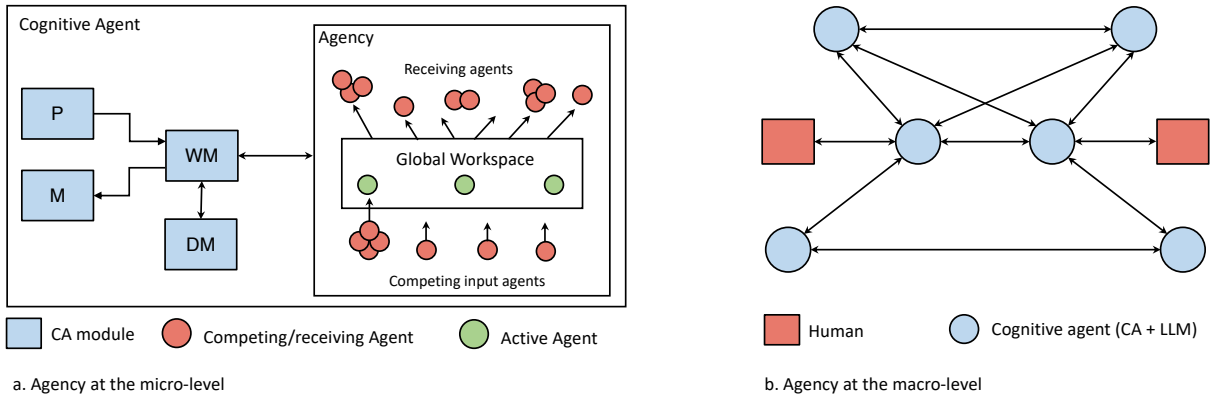 Cognitive Agent
Agency
Receiving agents
P
WM
M
DM
Global Workspace
Competing input agents
CA module
Competing/receiving Agent
Active Agent
a. Agency at the micro-level
Human
Cognitive agent (CA + LLM)
b. Agency at the macro-level